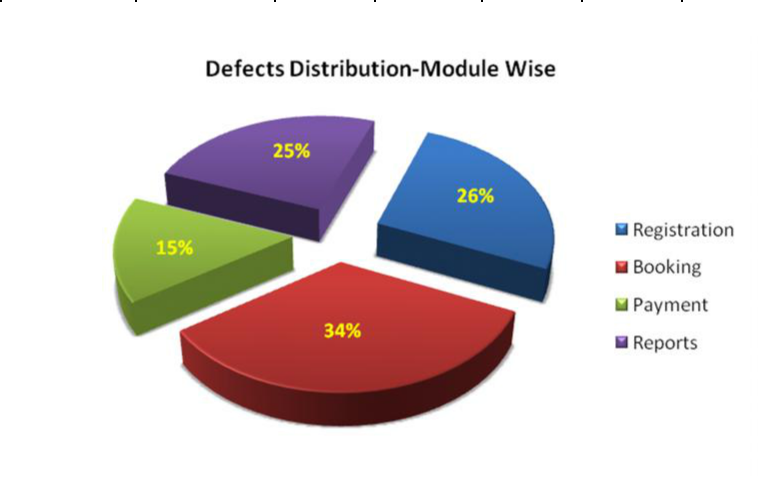 Defects Distribution-Module Wise
25%
26%
15%
34%
Registration
Booking
Payment
Reports